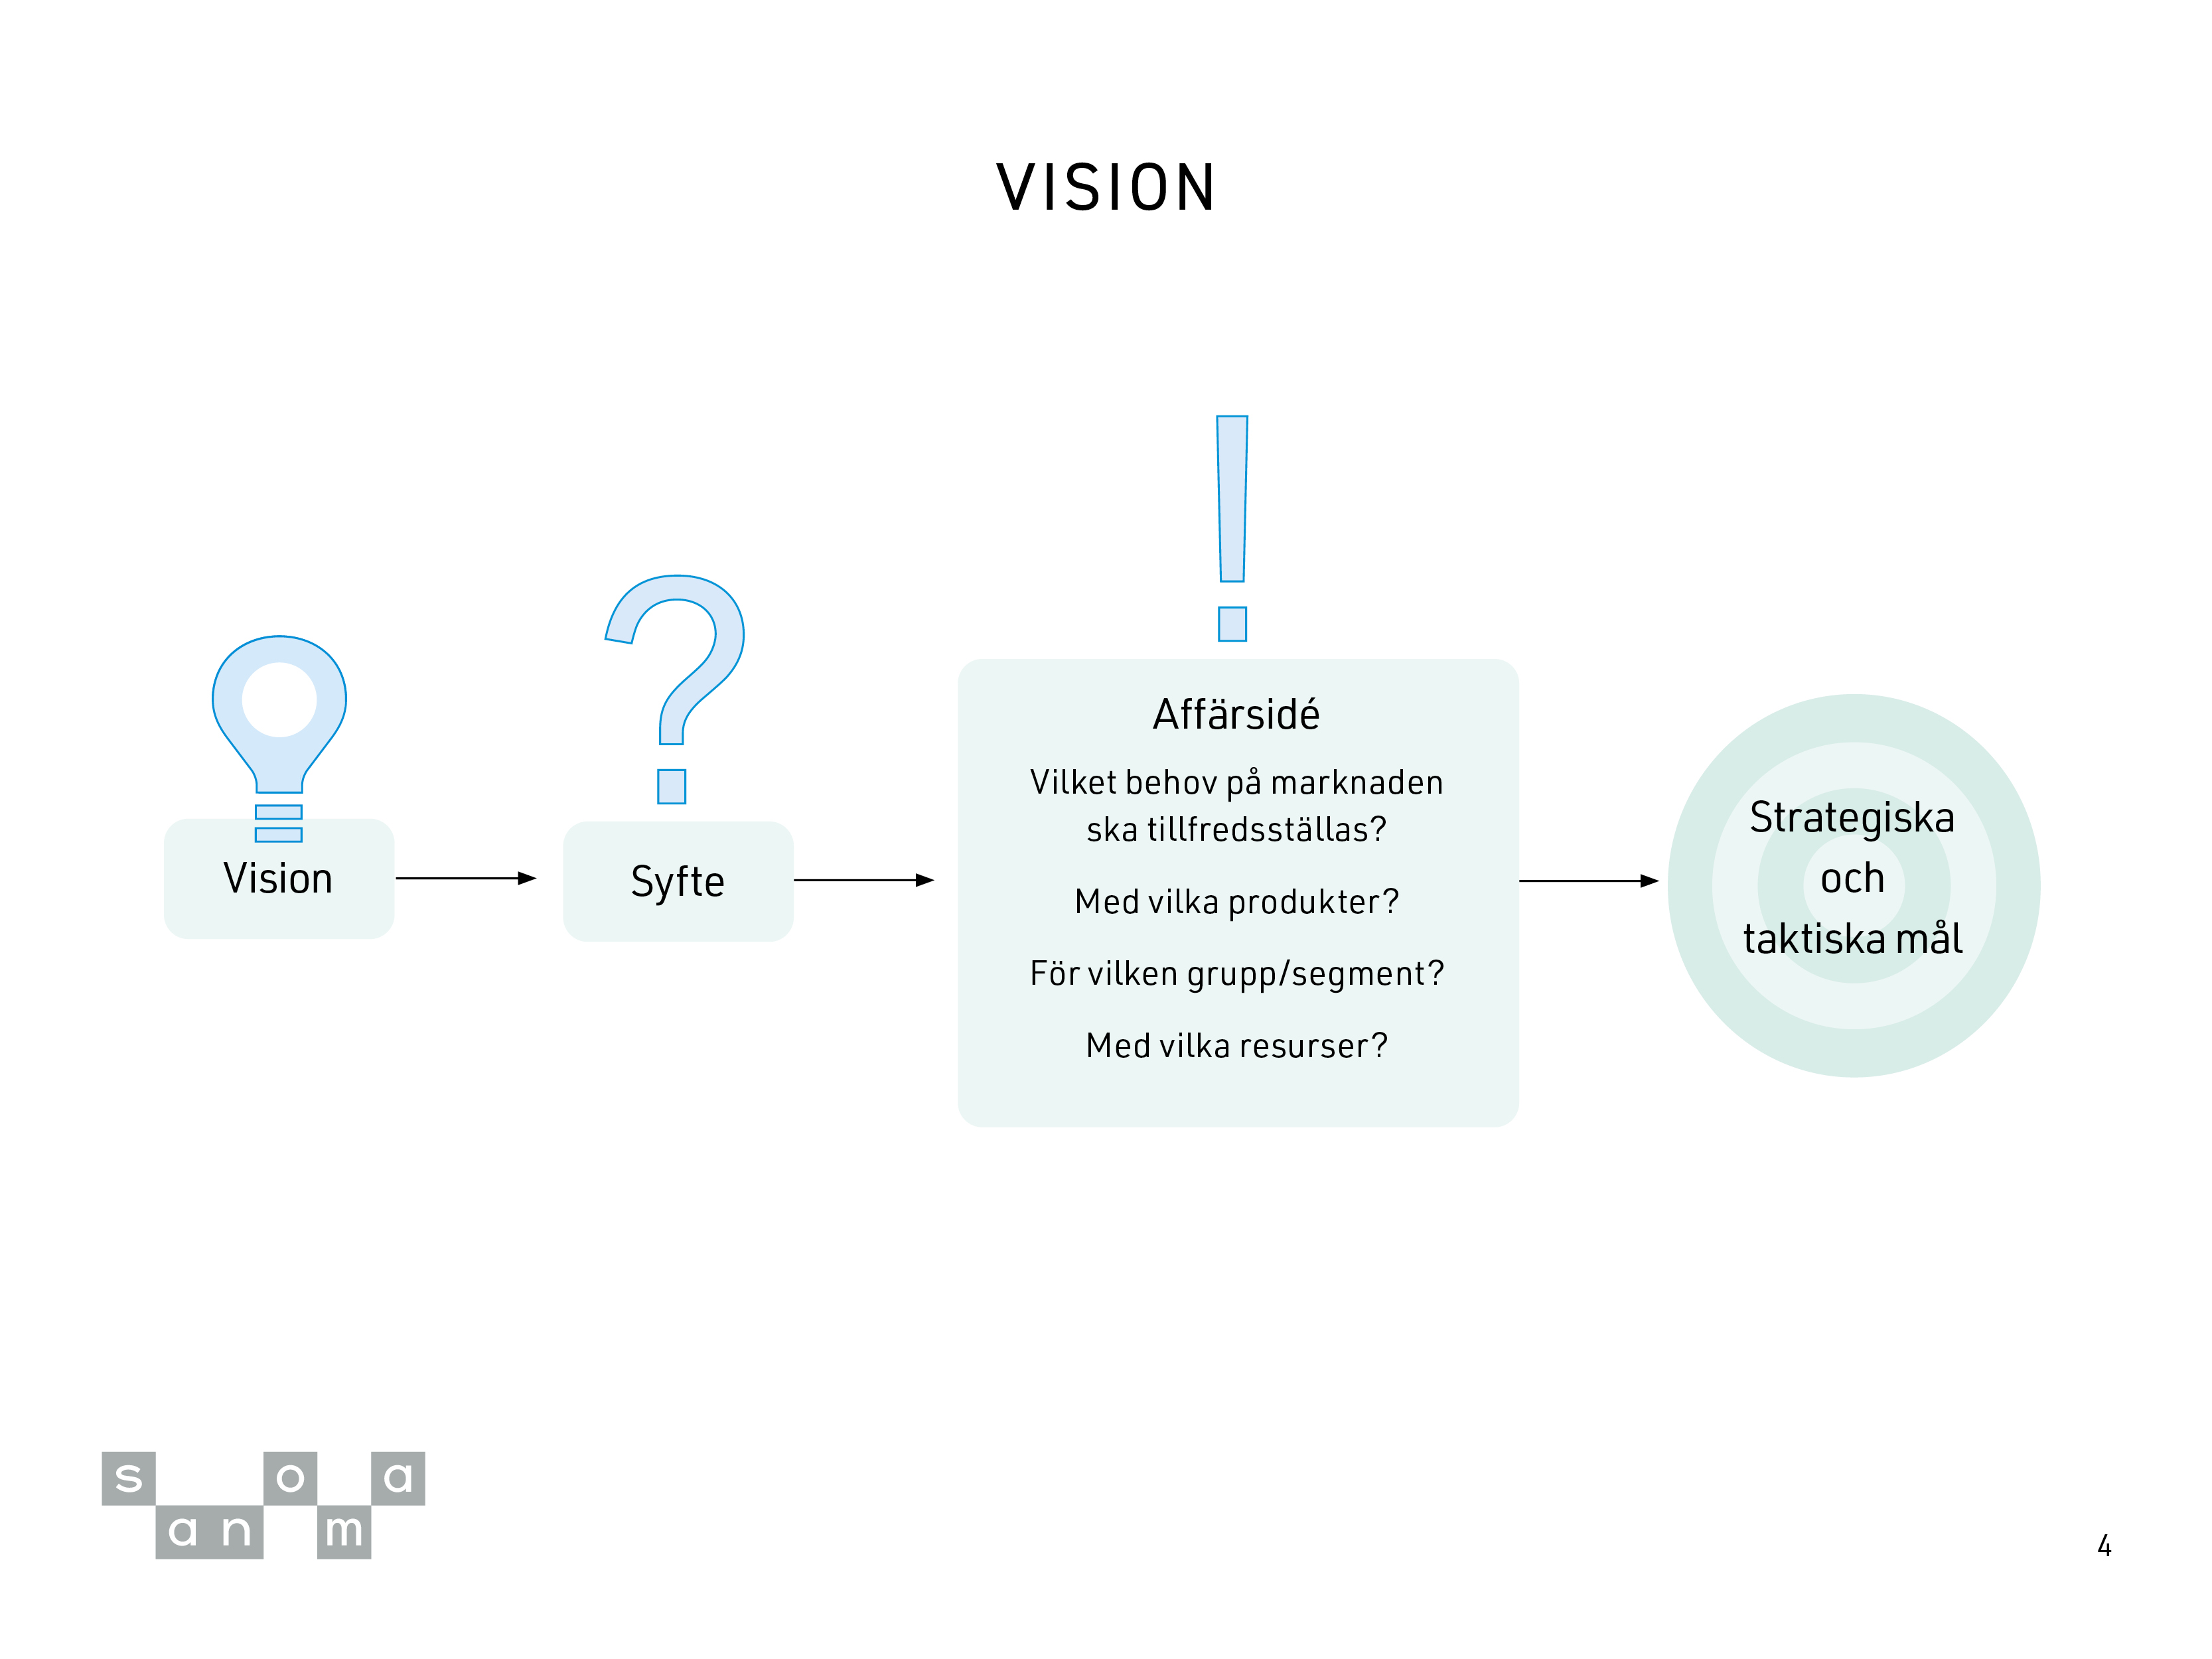 VISION
Vision
Syfte
Affärsidé
Vilket behov på marknaden
ska tillfredsställas?
Med vilka produkter?
För vilken grupp/segment?
Med vilka resurser?
Strategiska
och
taktiska mål
sanoma
4